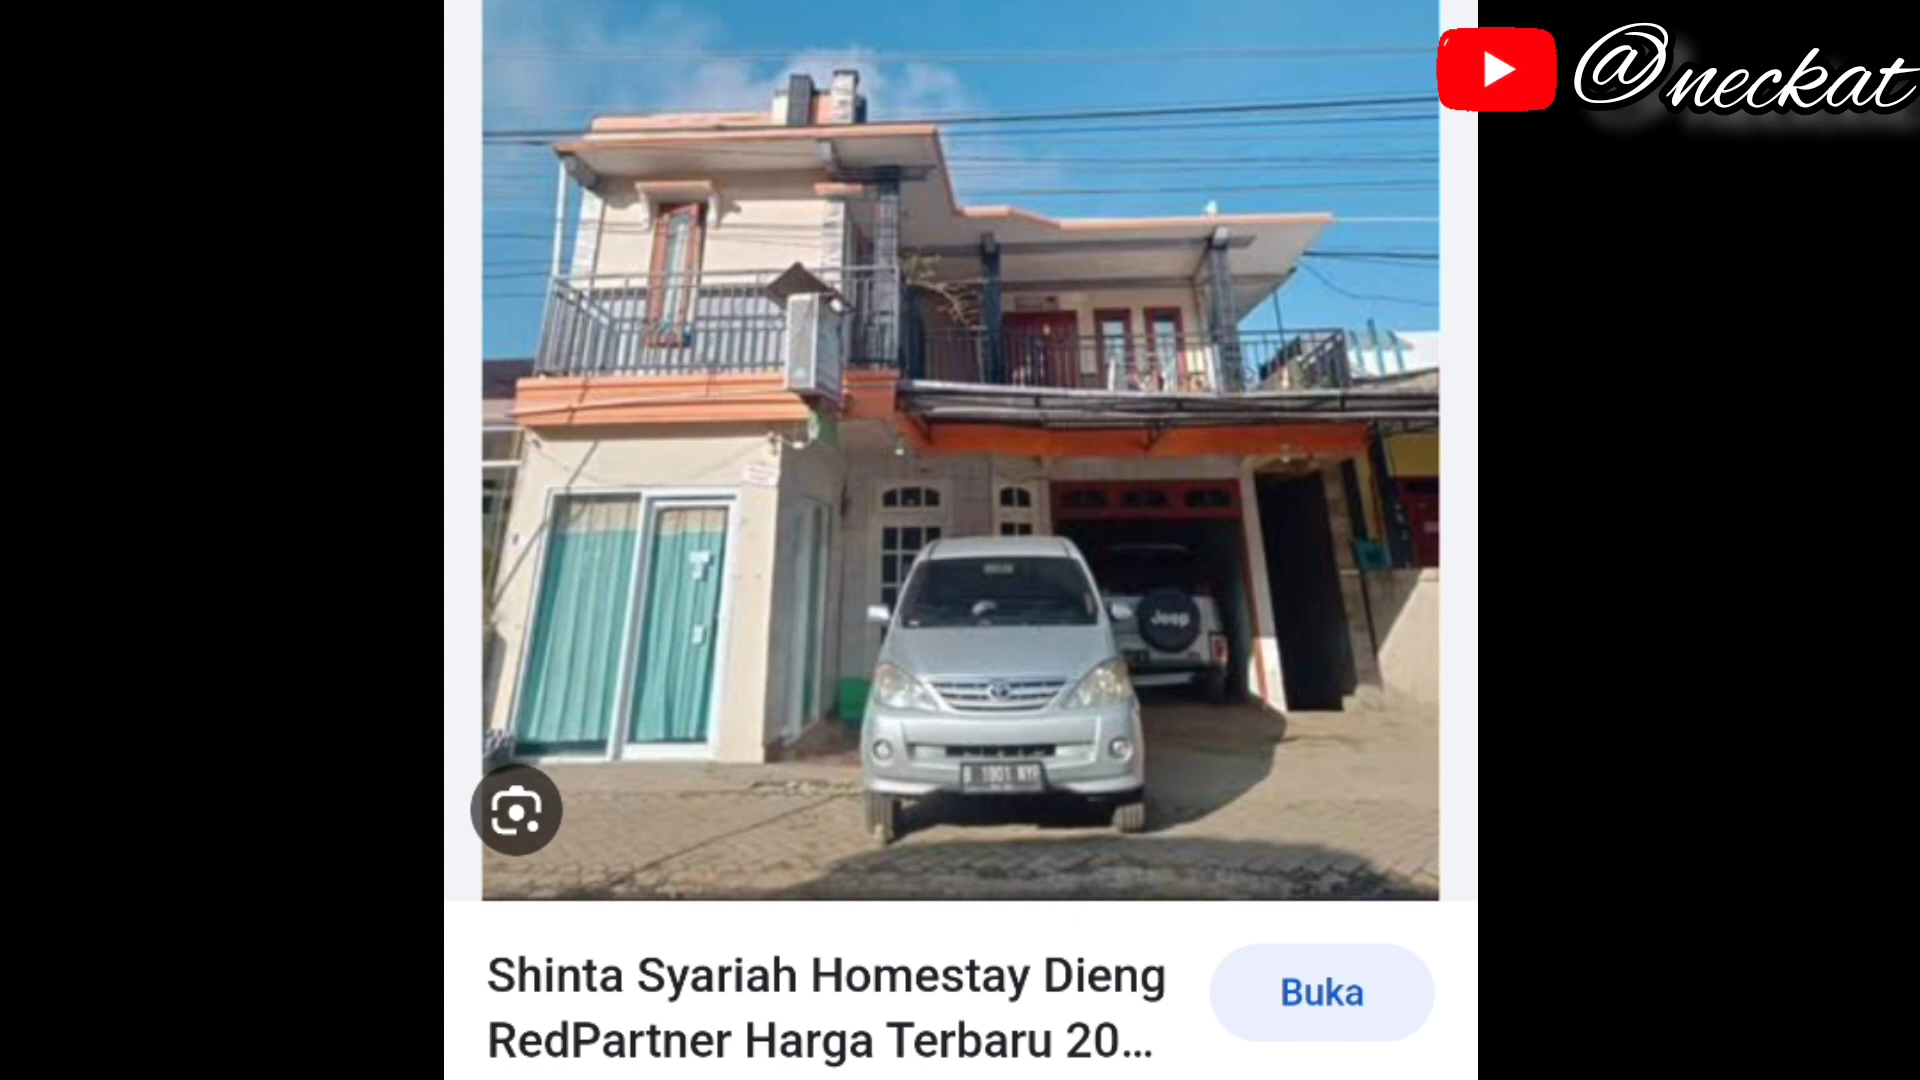 @neckat
Jeep
Shinta Syariah Homestay Dieng
RedPartner Harga Terbaru 20...
Buka